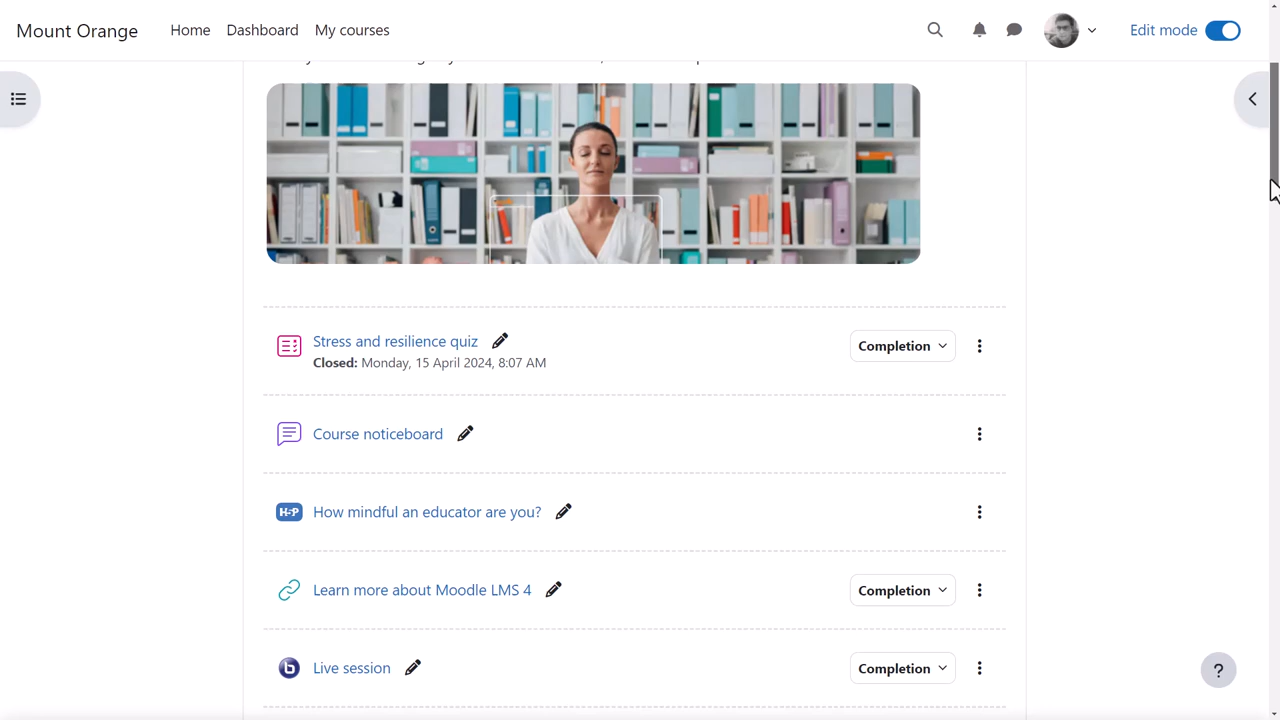 Mount Orange
Home
Dashboard
My courses
Edit mode
Stress and resilience quiz
Completion
Closed: Monday, 15 April 2024, 8:07 AM
Course noticeboard
H-P
How mindful an educator are you?
Learn more about Moodle LMS 4
Completion
b
Live session
Completion
?